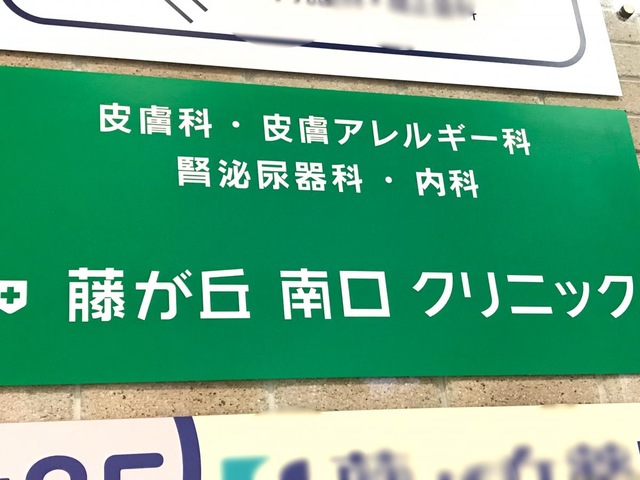 皮膚科・皮膚アレルギー科
腎泌尿器科・内科
藤が丘 南口 クリニック